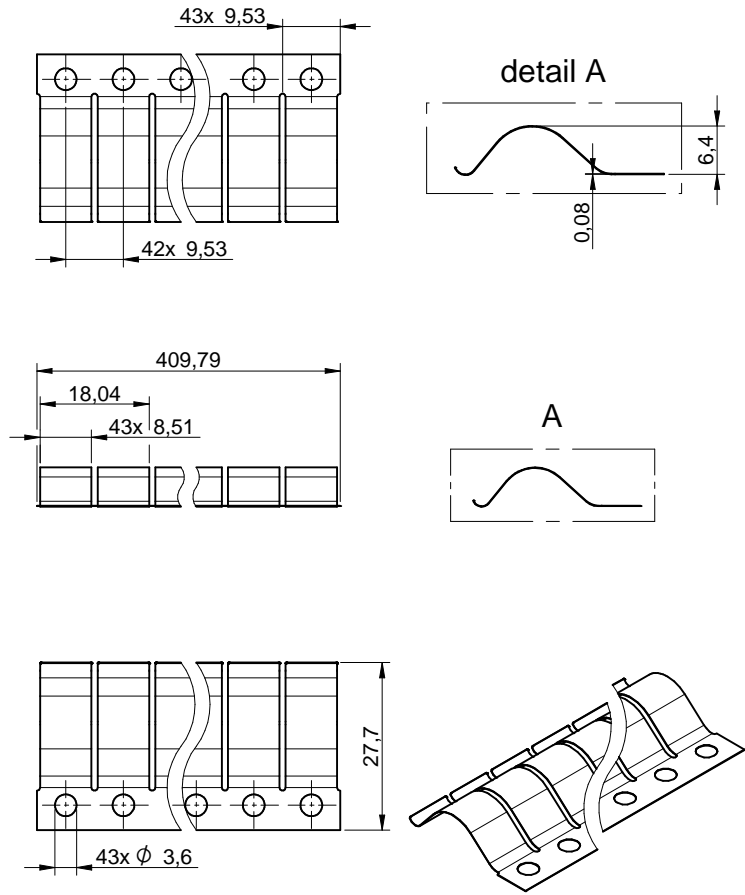 43x 9,53
detail A
6,4
0,08
42x 9,53
409,79
18,04
43x 8,51
A
27,7
43x ϕ 3,6